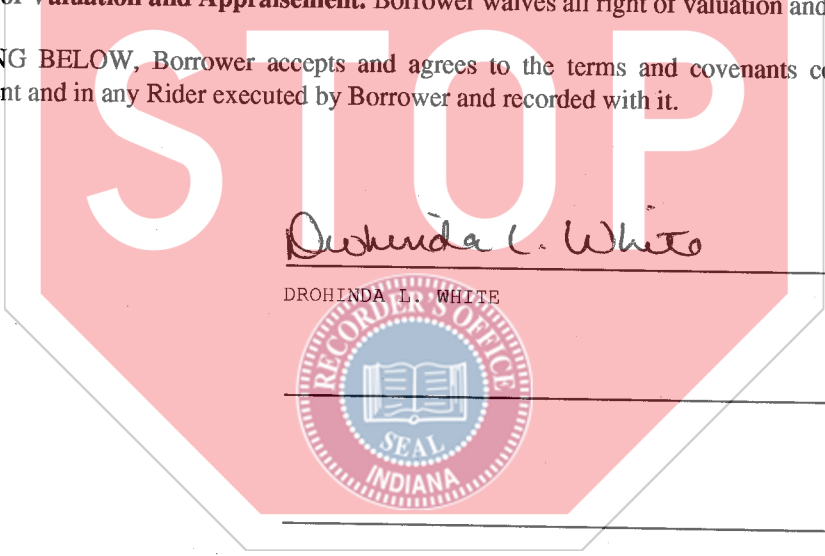 of Valuation and Appraisement. Borrower waives all right of valuation and
NG BELOW, Borrower accepts and agrees to the terms and covenants co
nt and in any Rider executed by Borrower and recorded with it.
STOP
Drohinda L. White
DROHINDA L. WHITE
RECORDER'S OFFICE
SEAL
INDIANA